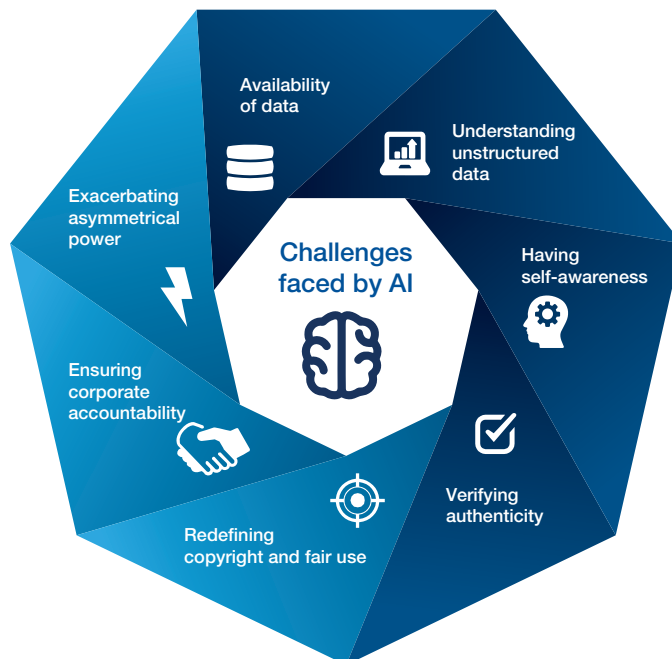 Challenges
faced by AI
Availability
of data
Understanding
unstructured
data
Having
self-awareness
Verifying
authenticity
Redefining
copyright and fair use
Ensuring
corporate
accountability
Exacerbating
asymmetrical
power